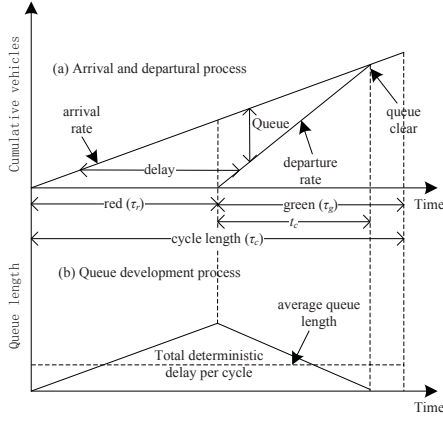 Cumulative vehicles
(a) Arrival and departural process
arrival
rate
Queue
queue
clear
delay
departure
rate
Time
red (τr)
green (τg)
tc
cycle length (τc)
Queue length
(b) Queue development process
average queue
length
Total deterministic
delay per cycle
Time